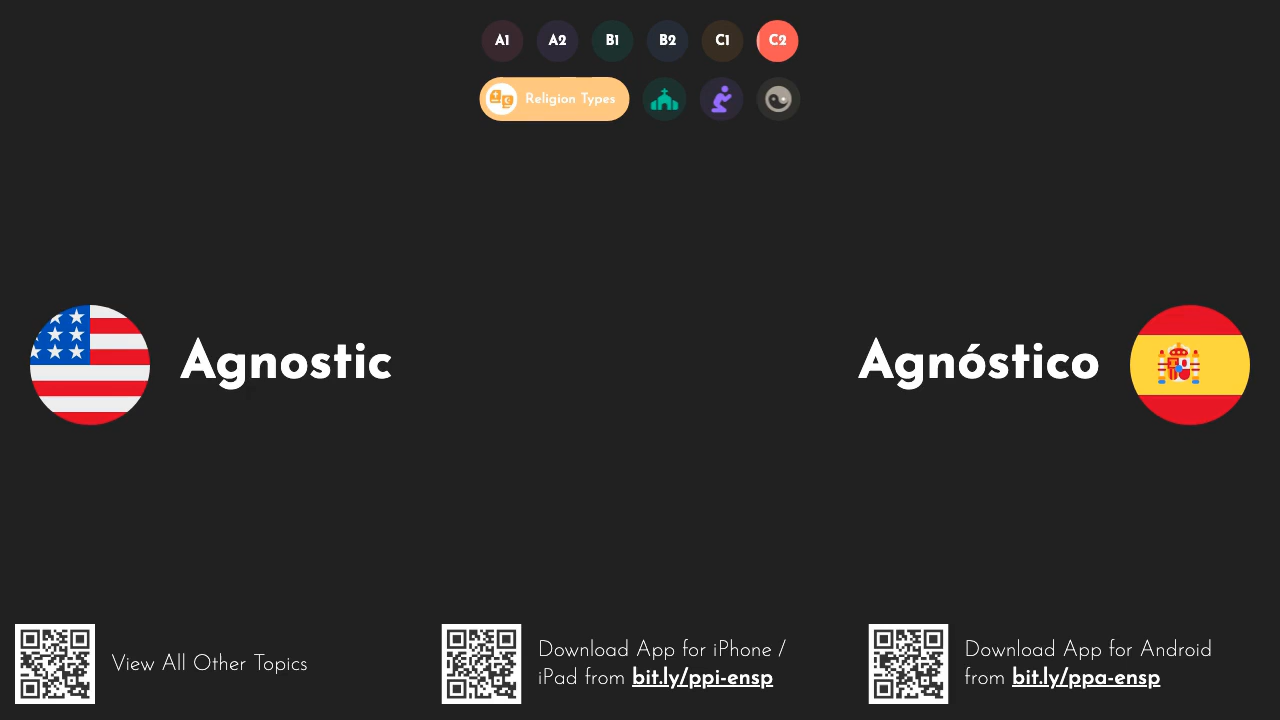 A1 A2 B1 B2 C1 C2
Religion Types
Agnostic
Agnóstico
View All Other Topics
Download App for iPhone /
iPad from bit.ly/ppi-ensp
Download App for Android
from bit.ly/ppa-ensp